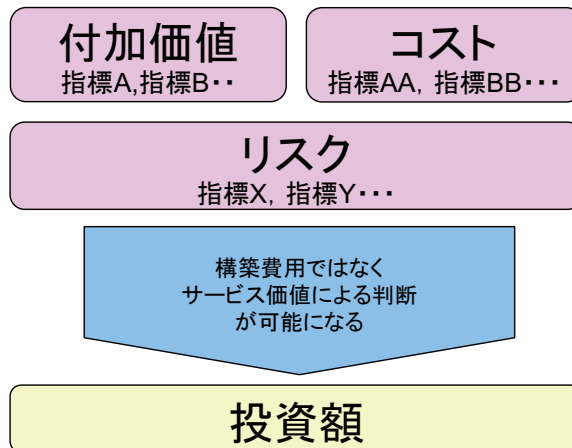 付加価値
指標A,指標B・・
コスト
指標AA，指標BB・・・
リスク
指標X，指標Y・・・
構築費用ではなく
サービス価値による判断
が可能になる
投資額